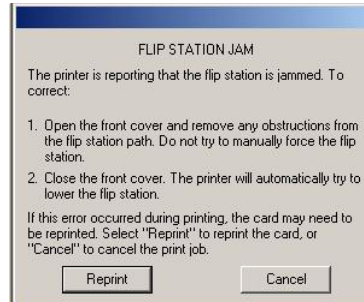 FLIP STATION JAM
The printer is reporting that the flip station is jammed. To
correct:
1. Open the front cover and remove any obstructions from
the flip station path. Do not try to manually force the flip
station.
2. Close the front cover. The printer will automatically try to
lower the flip station.
If this error occurred during printing, the card may need to
be reprinted. Select "Reprint" to reprint the card, or
"Cancel" to cancel the print job.
Reprint
Cancel